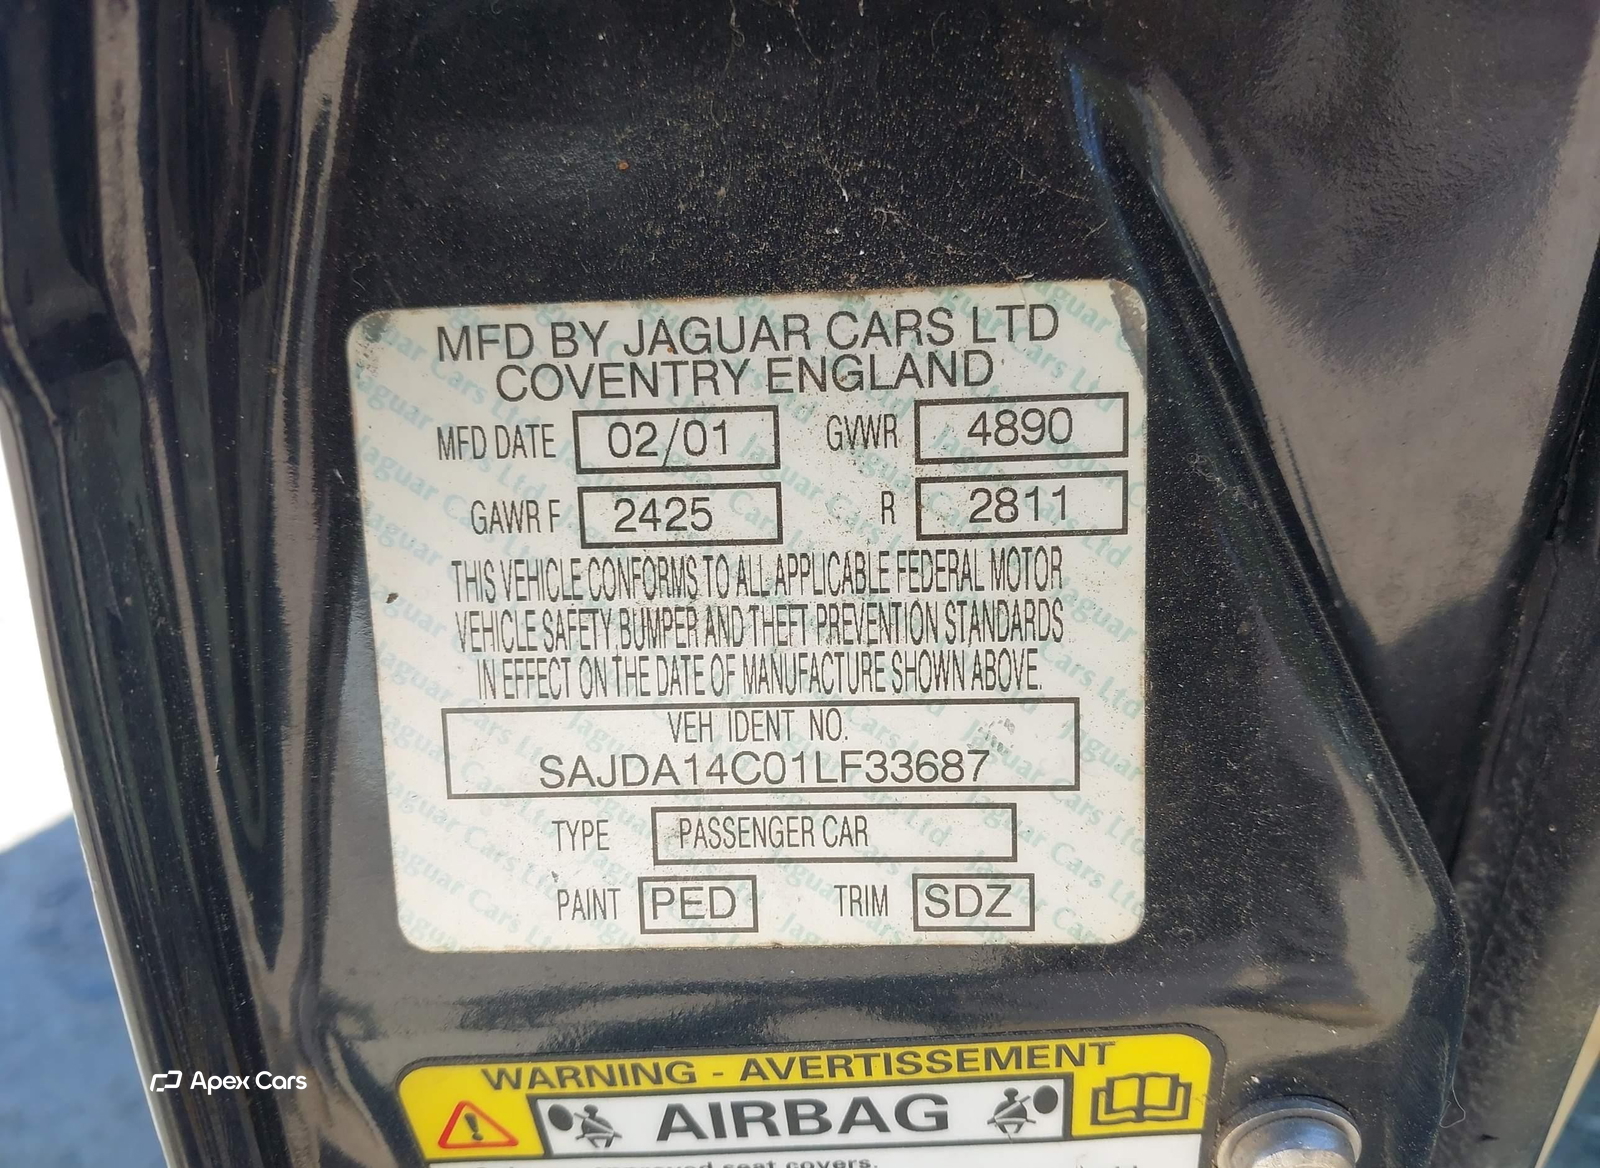 MFD BY JAGUAR CARS LTD
COVENTRY ENGLAND
MFD DATE 02/01 GVWR 4890
GAWR F 2425 R 2811
THIS VEHICLE CONFORMS TO ALL APPLICABLE FEDERAL MOTOR
VEHICLE SAFETY BUMPER AND THEFT PREVENTION STANDARDS
IN EFFECT ON THE DATE OF MANUFACTURE SHOWN ABOVE.
VEH IDENT NO.
SAJDA14C01LF33687
TYPE PASSENGER CAR
PAINT PED TRIM SDZ
WARNING - AVERTISSEMENT
AIRBAG
seat covers.
Apex Cars